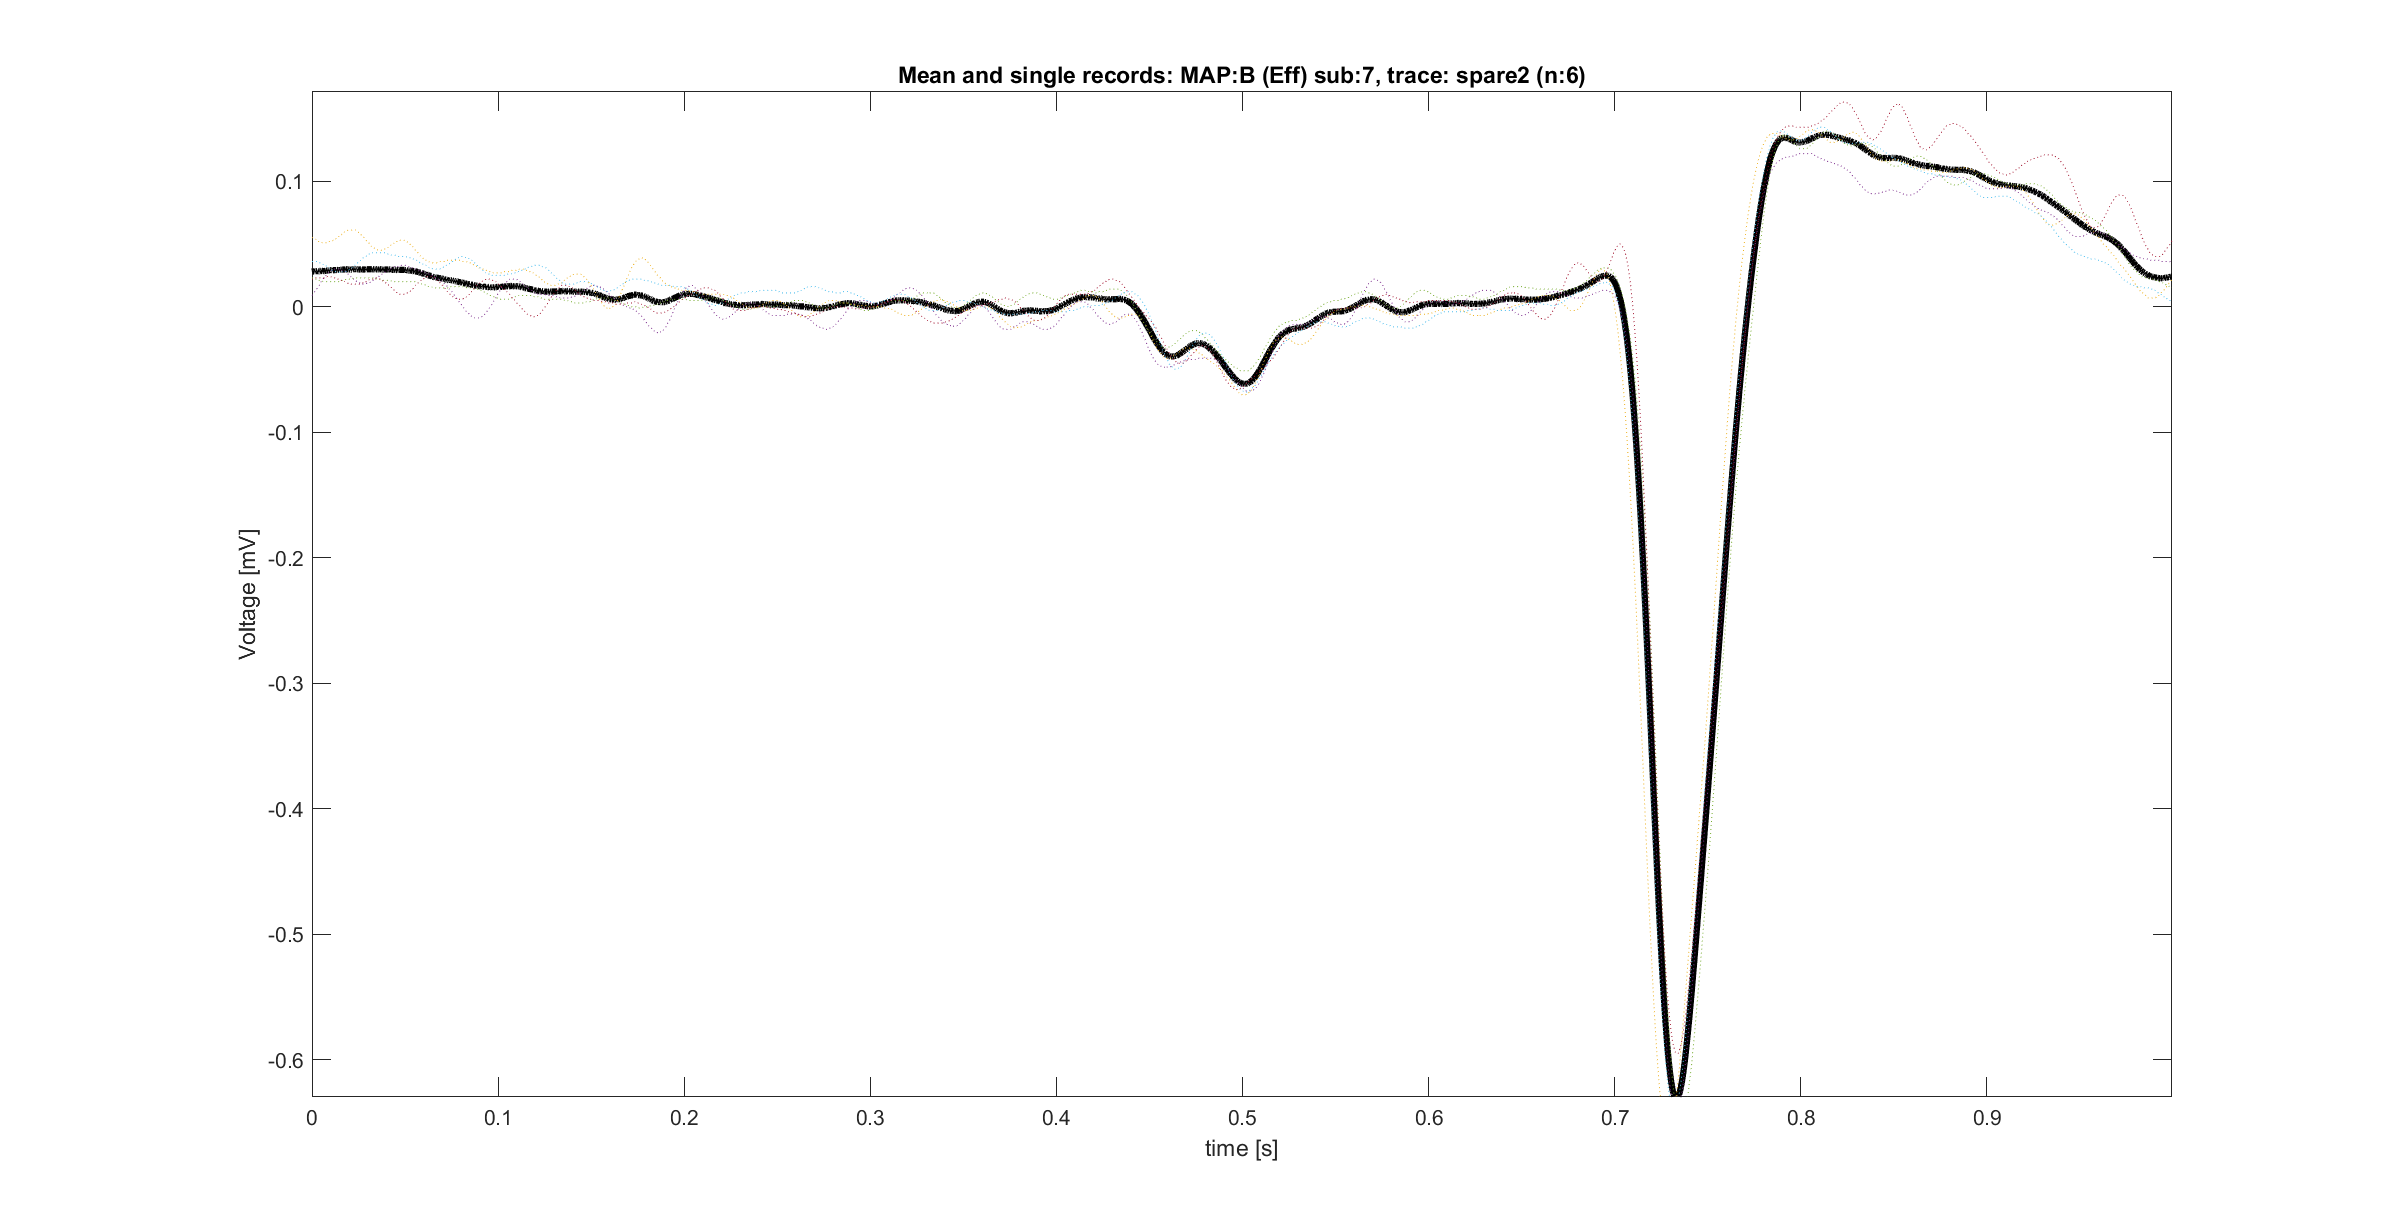 Mean and single records: MAP:B (Eff) sub:7, trace: spare2 (n:6)
0.1
0
-0.1
-0.2
-0.3
-0.4
-0.5
-0.6
Voltage [mV]
0 0.1 0.2 0.3 0.4 0.5 0.6 0.7 0.8 0.9
time [s]